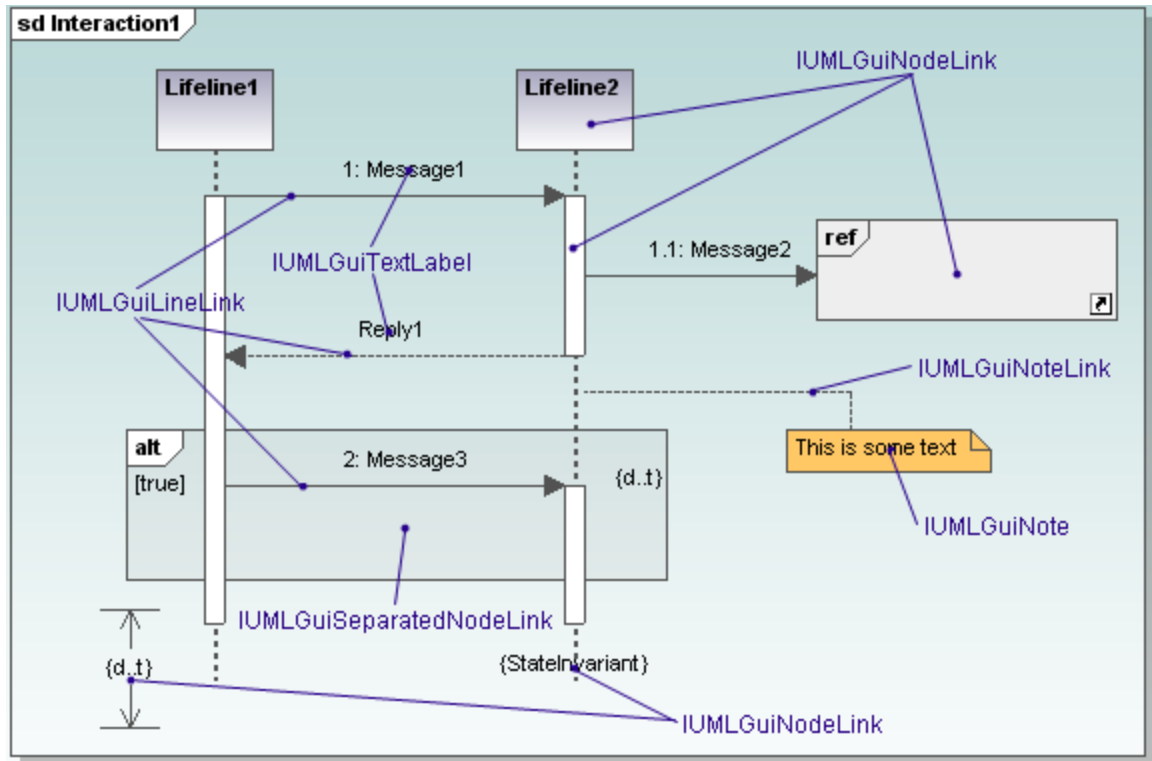 sd Interaction1
IUMLGuiNodeLink
Lifeline1
Lifeline2
1: Message1
ref
1.1: Message2
IUMLGuiTextLabel
IUMLGuiLineLink
Reply1
IUMLGuiNoteLink
alt
This is some text
2: Message3
[true]
{d..t}
IUMLGuiNote
IUMLGuiSeparatedNodeLink
{d..t}
{StateInvariant}
IUMLGuiNodeLink